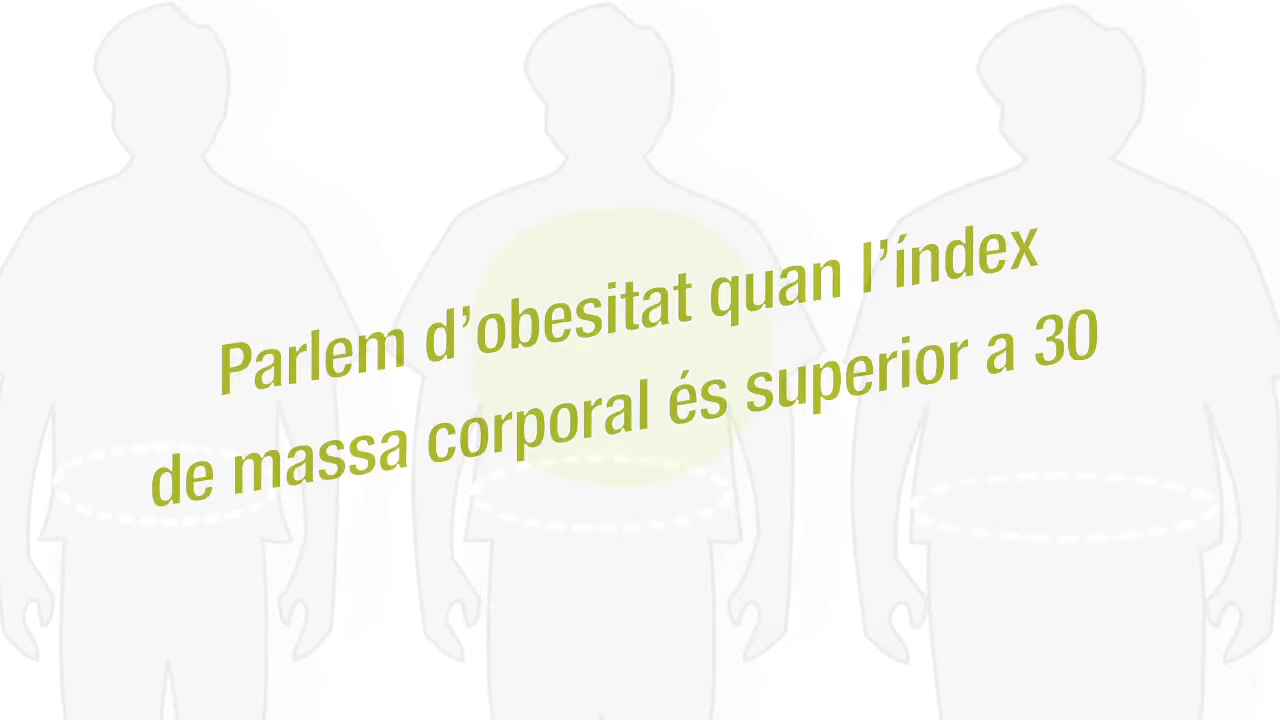 Parlem d’obesitat quan l’índex
de massa corporal és superior a 30